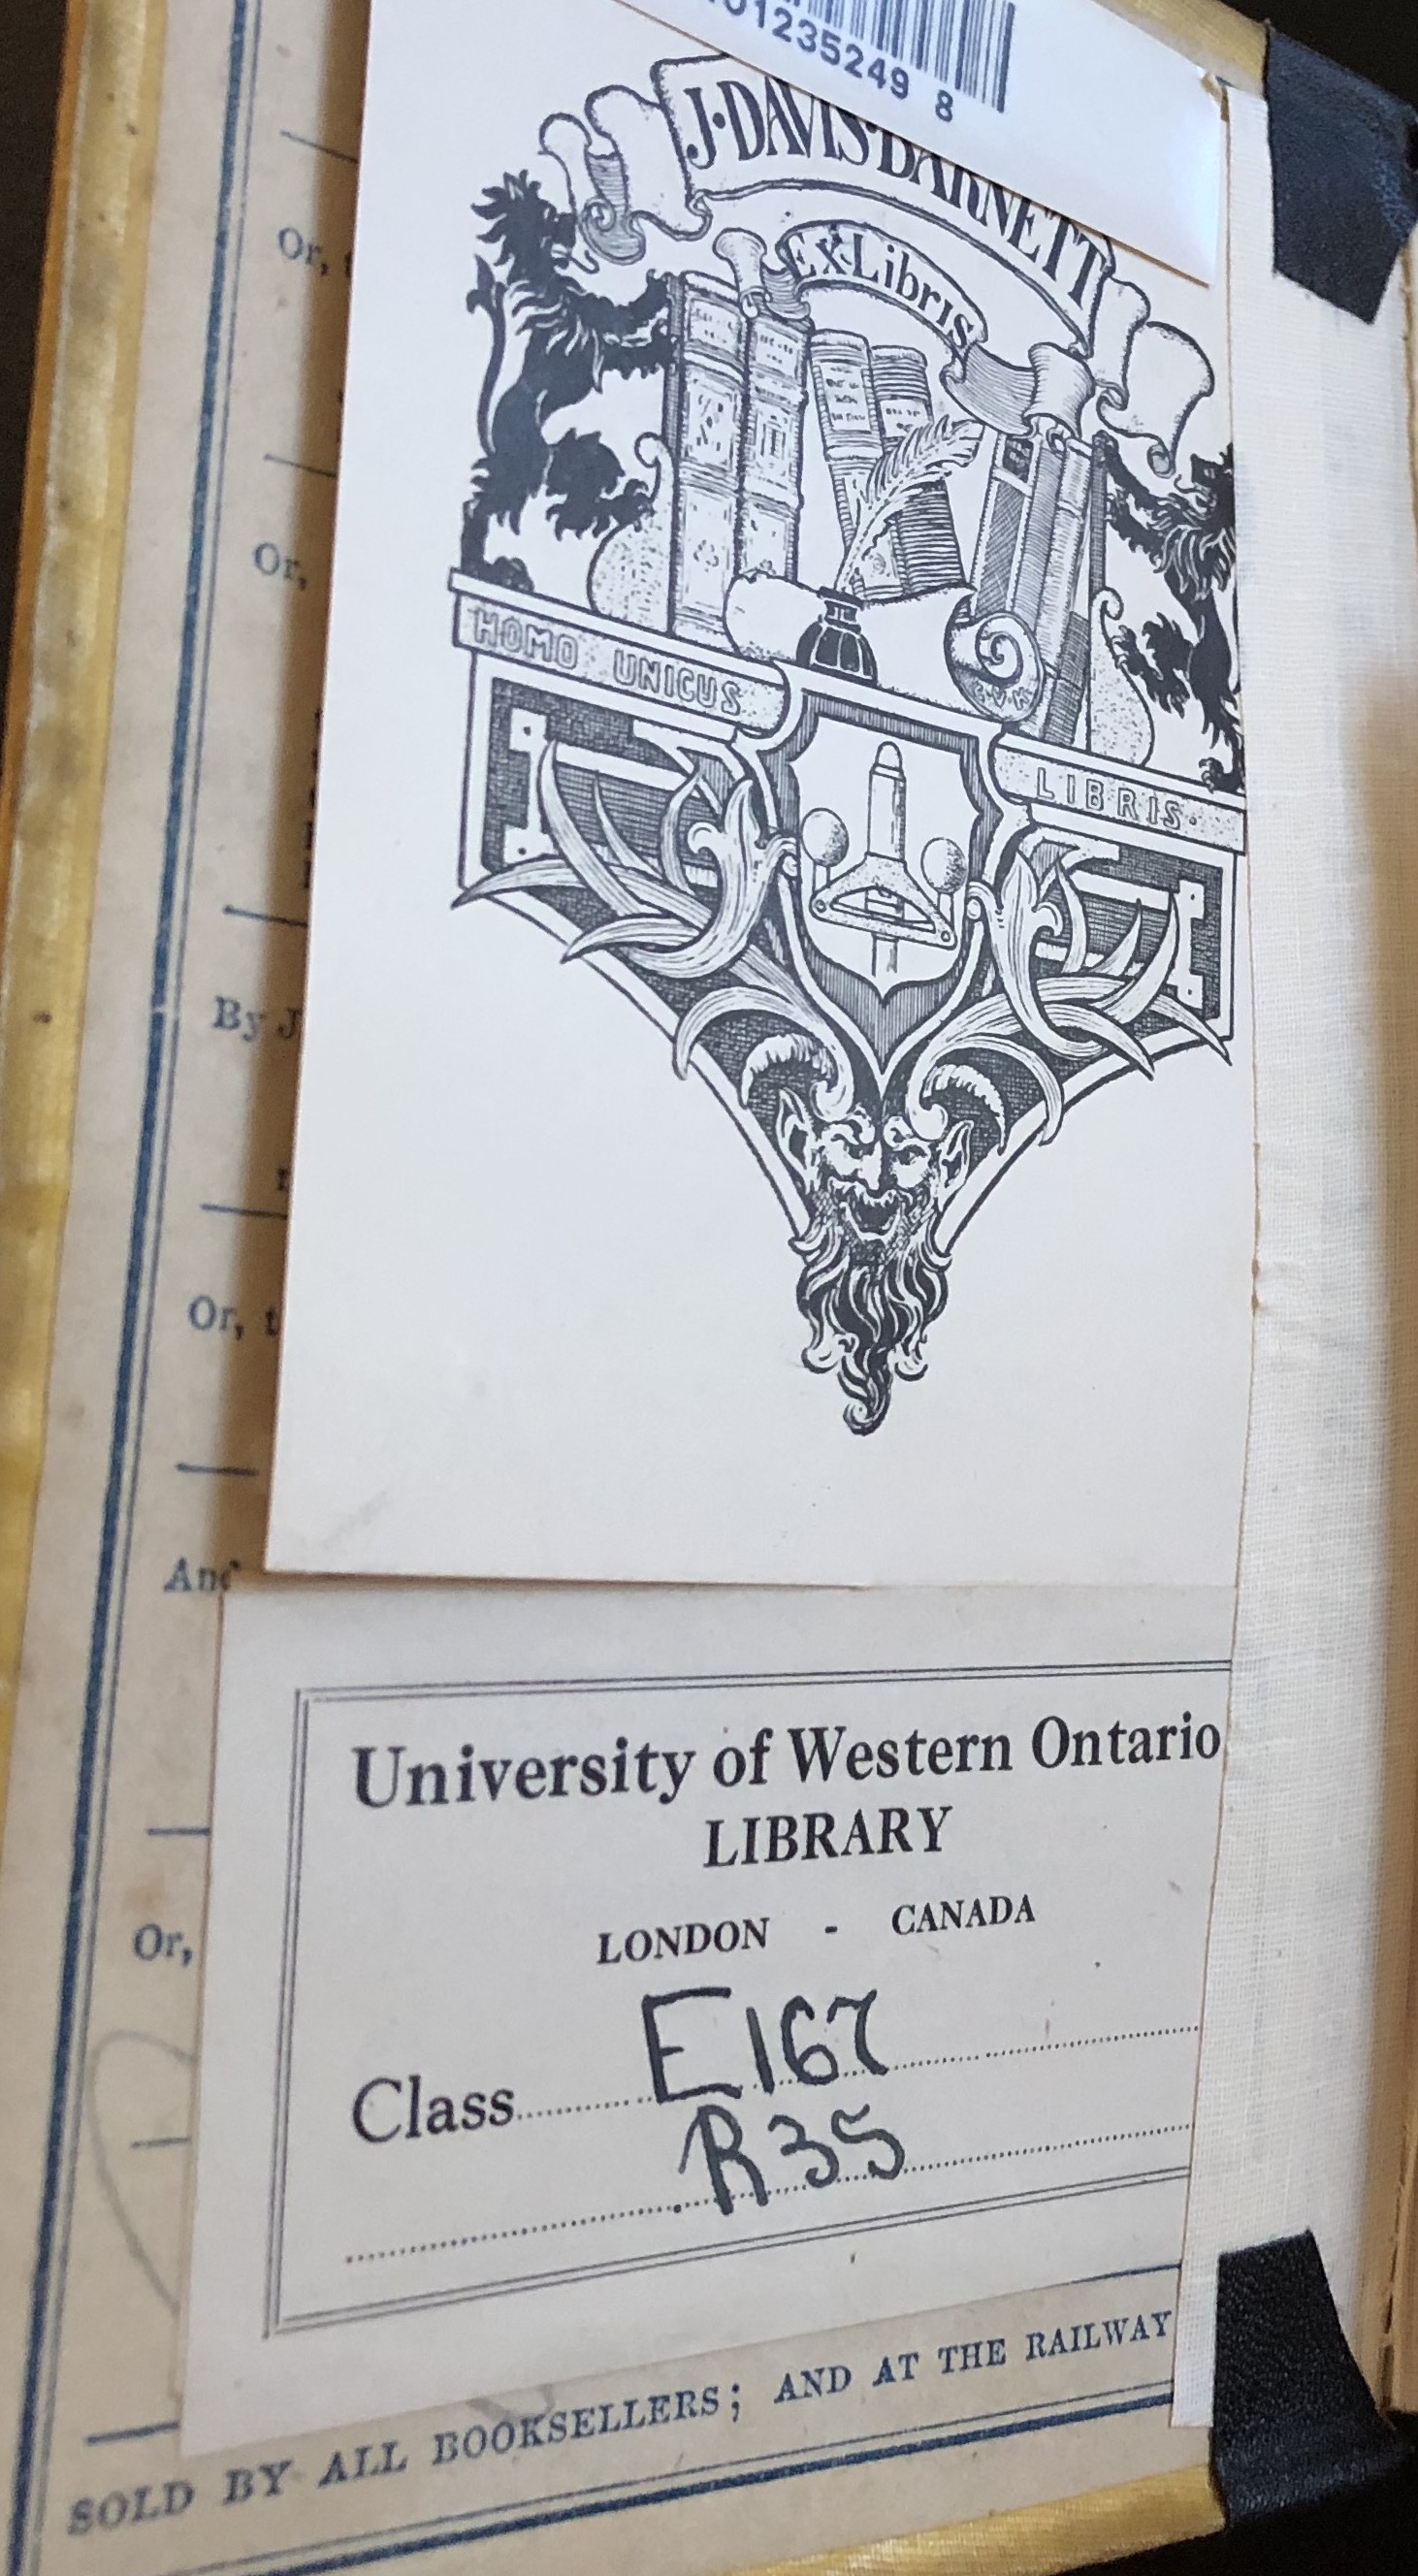 01235249 8
J·DAVIS·BARNETT
Ex·Libris
HOMO UNICUS LIBRIS·
Or,
Or,
By J
Or, t
And
Or,
University of Western Ontario
LIBRARY
LONDON - CANADA
Class E167
R35
SOLD BY ALL BOOKSELLERS; AND AT THE RAILWAY